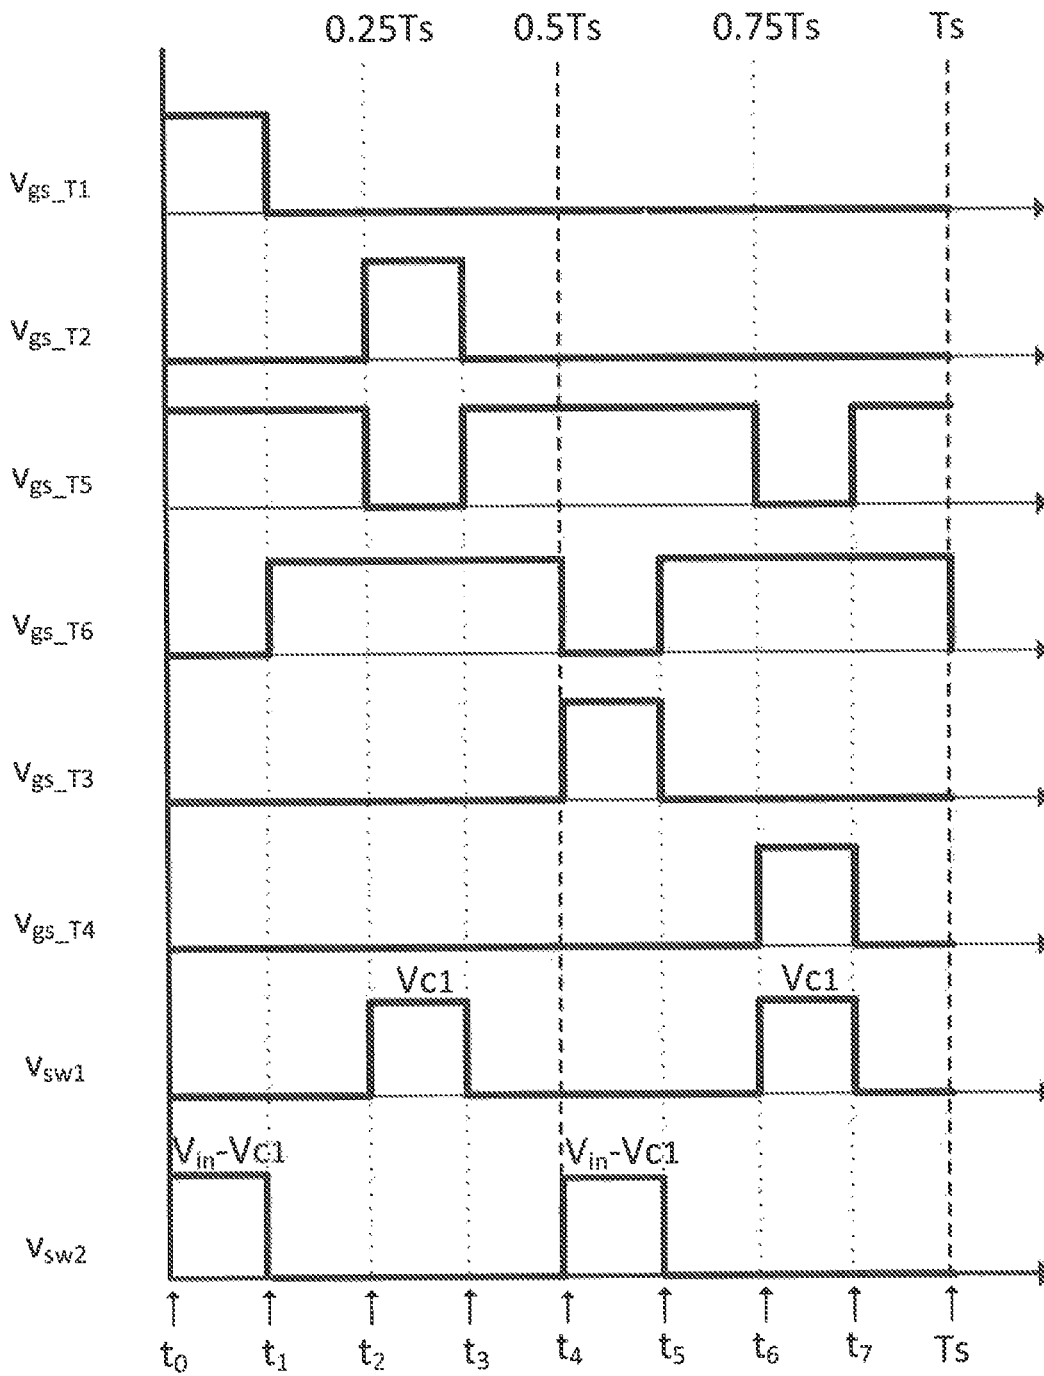 0.25Ts 0.5Ts 0.75Ts Ts
vgs_T1
vgs_T2
vgs_T5
vgs_T6
vgs_T3
vgs_T4
Vc1 Vc1
vsw1
Vin-Vc1 Vin-Vc1
vsw2
t0 t1 t2 t3 t4 t5 t6 t7 Ts